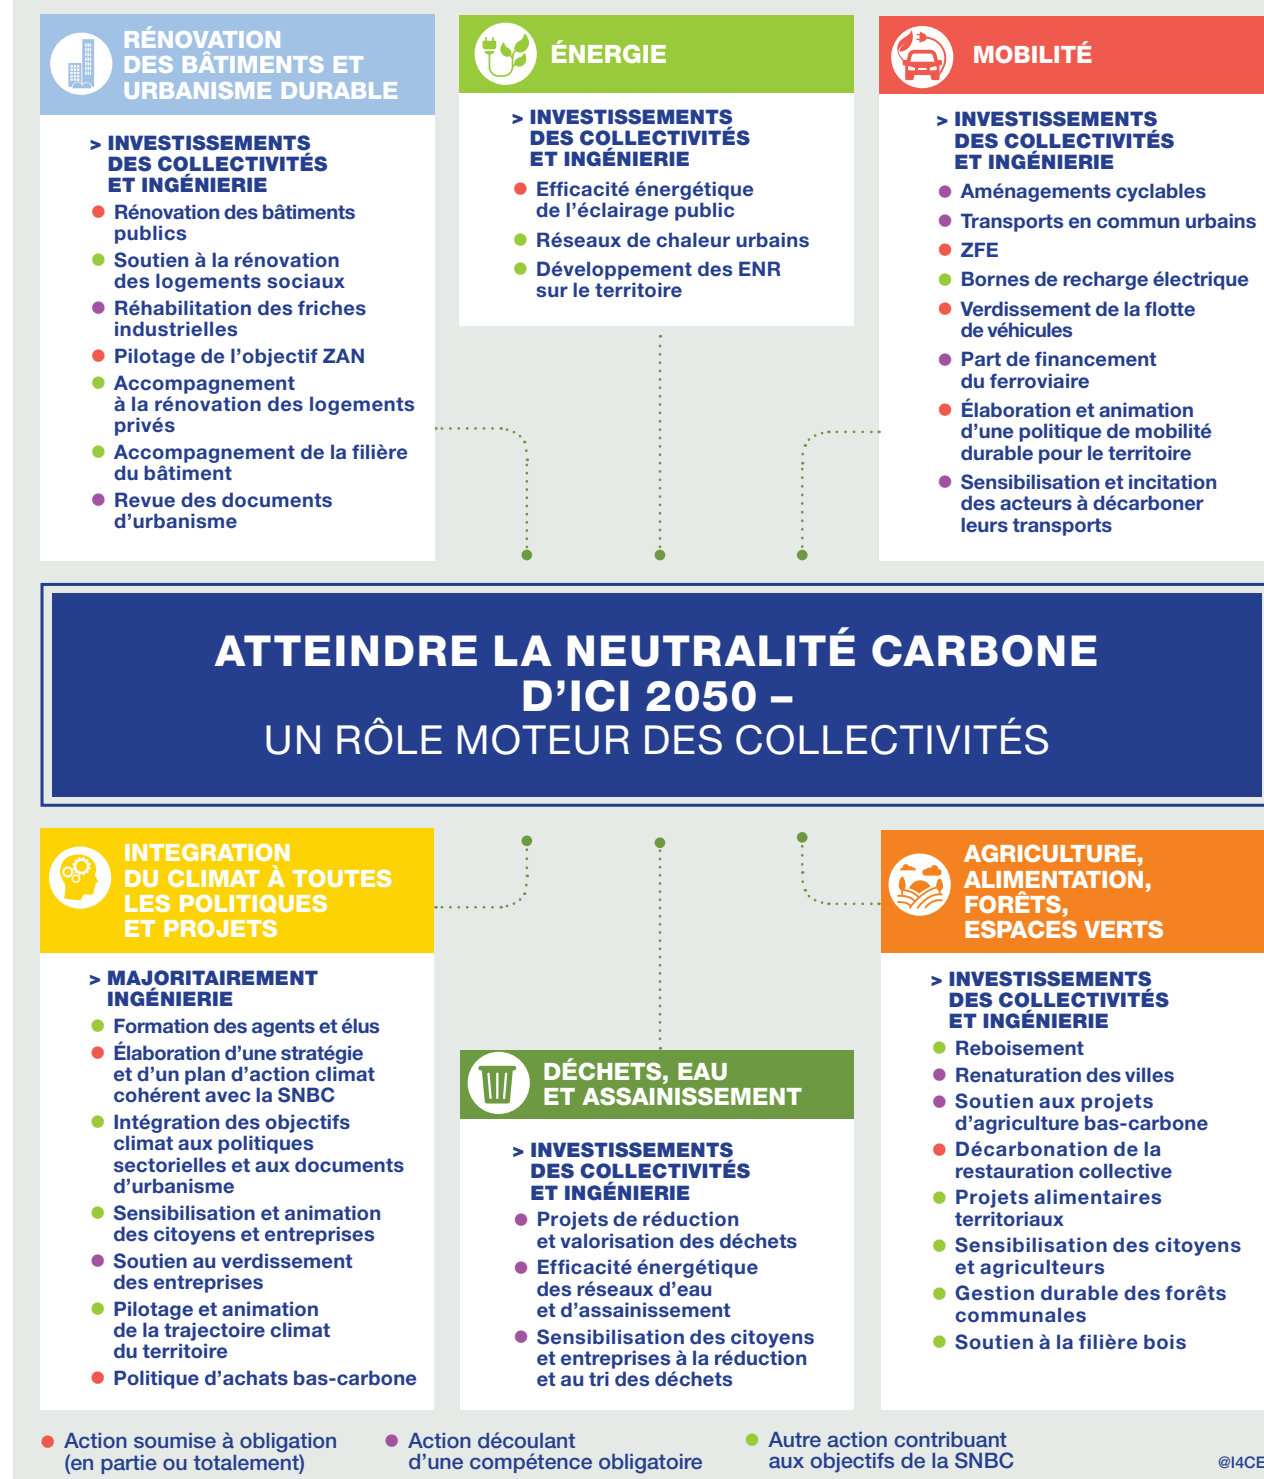 RÉNOVATION
DES BÂTIMENTS ET
URBANISME DURABLE
> INVESTISSEMENTS
DES COLLECTIVITÉS
ET INGÉNIERIE
Rénovation des bâtiments
publics
Soutien à la rénovation
des logements sociaux
Réhabilitation des friches
industrielles
Pilotage de l'objectif ZAN
Accompagnement
à la rénovation des logements
privés
Accompagnement de la filière
du bâtiment
Revue des documents
d'urbanisme
ÉNERGIE
> INVESTISSEMENTS
DES COLLECTIVITÉS
ET INGÉNIERIE
Efficacité énergétique
de l'éclairage public
Réseaux de chaleur urbains
Développement des ENR
sur le territoire
MOBILITÉ
> INVESTISSEMENTS
DES COLLECTIVITÉS
ET INGÉNIERIE
Aménagements cyclables
Transports en commun urbains
ZFE
Bornes de recharge électrique
Verdissement de la flotte
de véhicules
Part de financement
du ferroviaire
Élaboration et animation
d'une politique de mobilité
durable pour le territoire
Sensibilisation et incitation
des acteurs à décarboner
leurs transports
ATTEINDRE LA NEUTRALITÉ CARBONE
D'ICI 2050 –
UN RÔLE MOTEUR DES COLLECTIVITÉS
INTEGRATION
DU CLIMAT À TOUTES
LES POLITIQUES
ET PROJETS
> MAJORITAIREMENT
INGÉNIERIE
Formation des agents et élus
Élaboration d'une stratégie
et d'un plan d'action climat
cohérent avec la SNBC
Intégration des objectifs
climat aux politiques
sectorielles et aux documents
d'urbanisme
Sensibilisation et animation
des citoyens et entreprises
Soutien au verdissement
des entreprises
Pilotage et animation
de la trajectoire climat
du territoire
Politique d'achats bas-carbone
DÉCHETS, EAU
ET ASSAINISSEMENT
> INVESTISSEMENTS
DES COLLECTIVITÉS
ET INGÉNIERIE
Projets de réduction
et valorisation des déchets
Efficacité énergétique
des réseaux d'eau
et d'assainissement
Sensibilisation des citoyens
et entreprises à la réduction
et au tri des déchets
AGRICULTURE,
ALIMENTATION,
FORÊTS,
ESPACES VERTS
> INVESTISSEMENTS
DES COLLECTIVITÉS
ET INGÉNIERIE
Reboisement
Renaturation des villes
Soutien aux projets
d'agriculture bas-carbone
Décarbonation de la
restauration collective
Projets alimentaires
territoriaux
Sensibilisation des citoyens
et agriculteurs
Gestion durable des forêts
communales
Soutien à la filière bois
Action soumise à obligation
(en partie ou totalement)
Action découlant
d'une compétence obligatoire
Autre action contribuant
aux objectifs de la SNBC
@I4CE